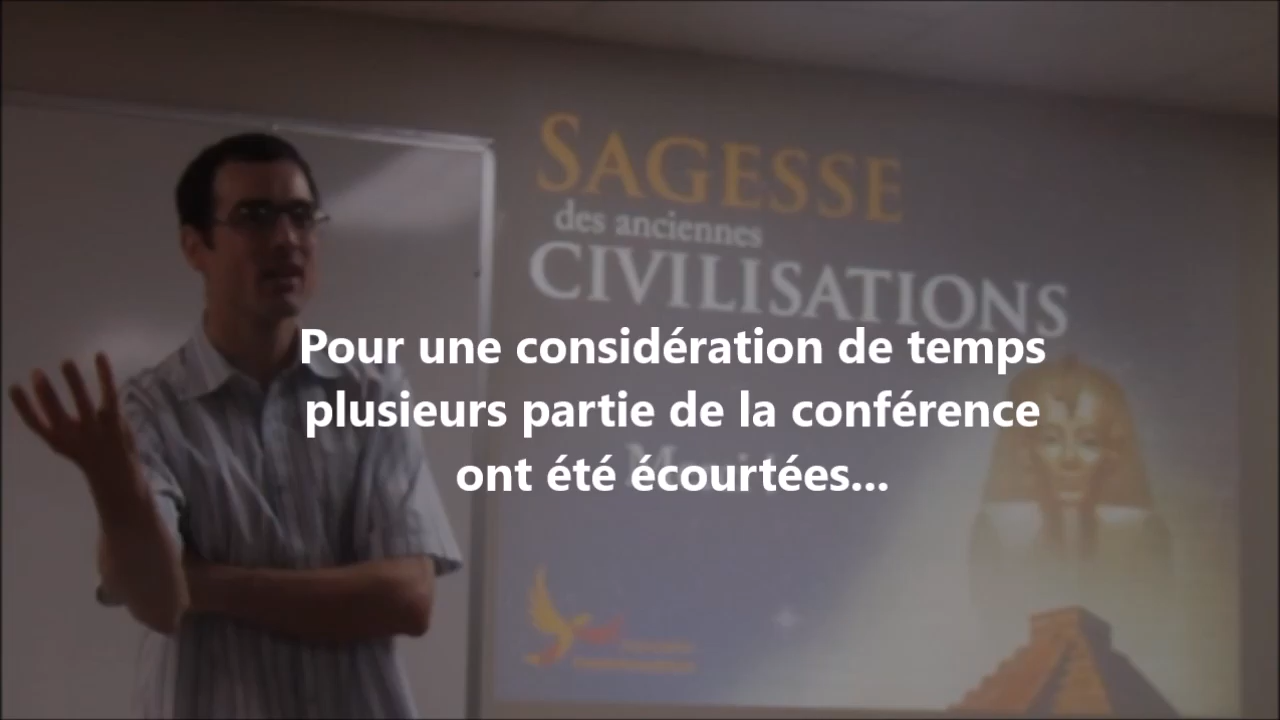 SAGESSE
des anciennes
CIVILISATIONS
Pour une considération de temps
plusieurs partie de la conférence
ont été écourtées...